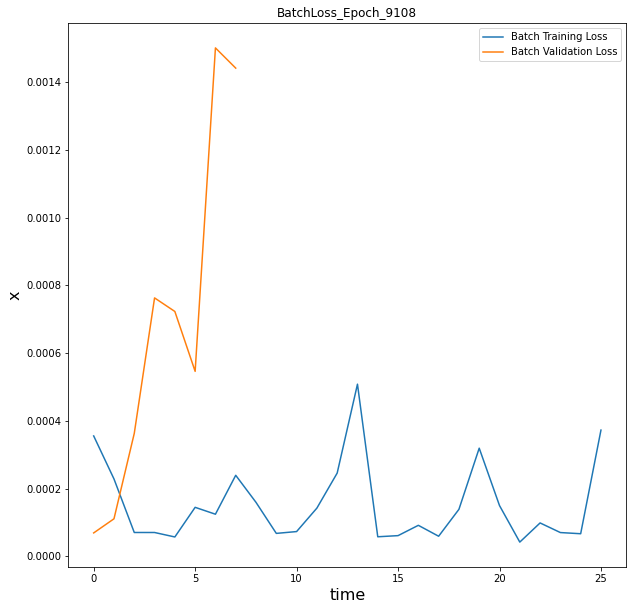 BatchLoss_Epoch_9108
Batch Training Loss
Batch Validation Loss
0.0014
0.0012
0.0010
0.0008
0.0006
0.0004
0.0002
0.0000
x
0 5 10 15 20 25
time